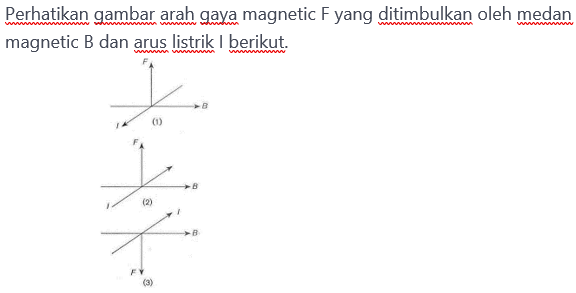 Perhatikan gambar arah gaya magnetic F yang ditimbulkan oleh medan
magnetic B dan arus listrik I berikut.
F
B
I
(1)
F
B
I
(2)
I
B
F
(3)